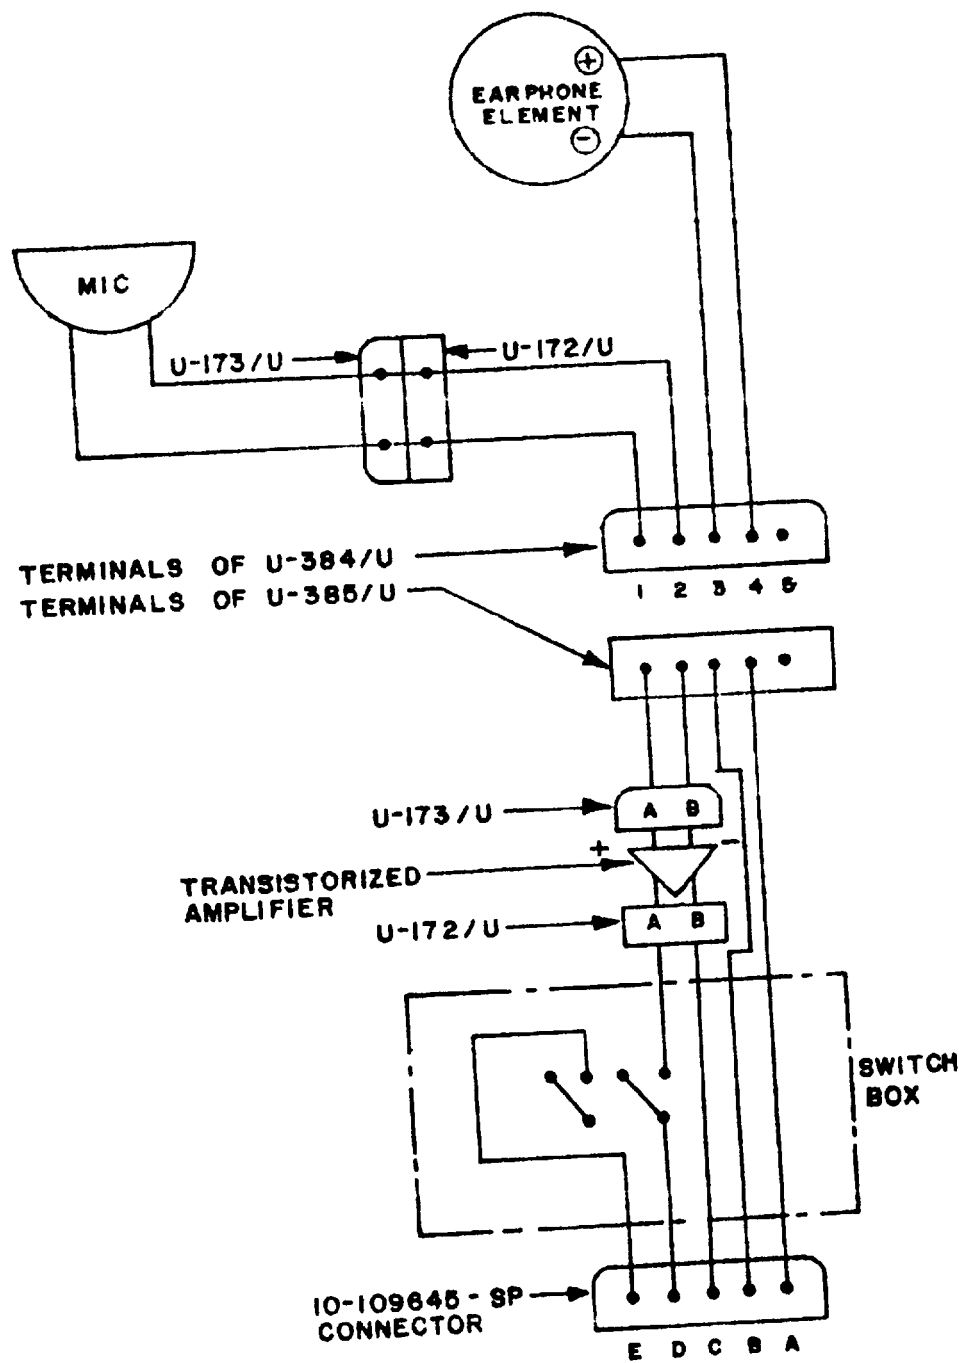 +
EARPHONE
ELEMENT
-
MIC
U-173/U
U-172/U
TERMINALS OF U-384/U
1 2 3 4 5
TERMINALS OF U-385/U
U-173/U
A B
+ -
TRANSISTORIZED
AMPLIFIER
U-172/U
A B
SWITCH
BOX
10-109645-SP
CONNECTOR
E D C B A